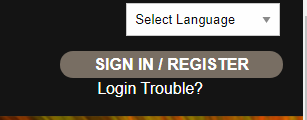 Select Language
SIGN IN / REGISTER
Login Trouble?